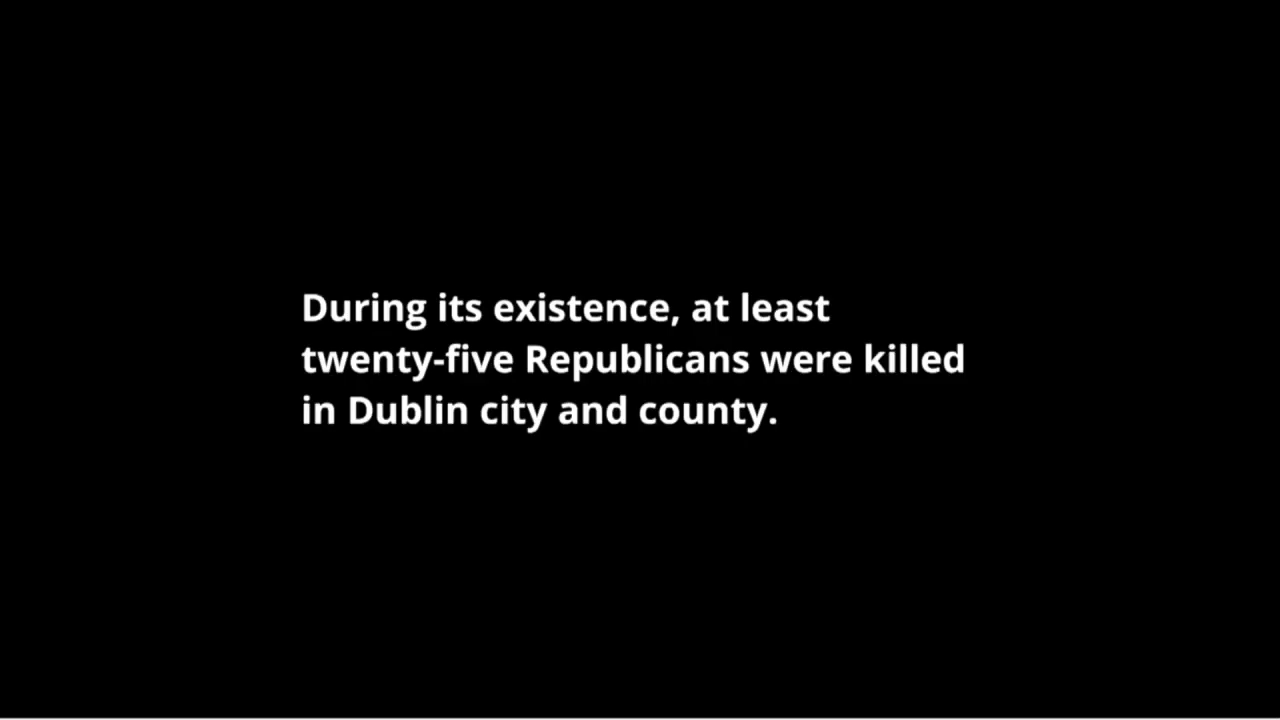 During its existence, at least
twenty-five Republicans were killed
in Dublin city and county.